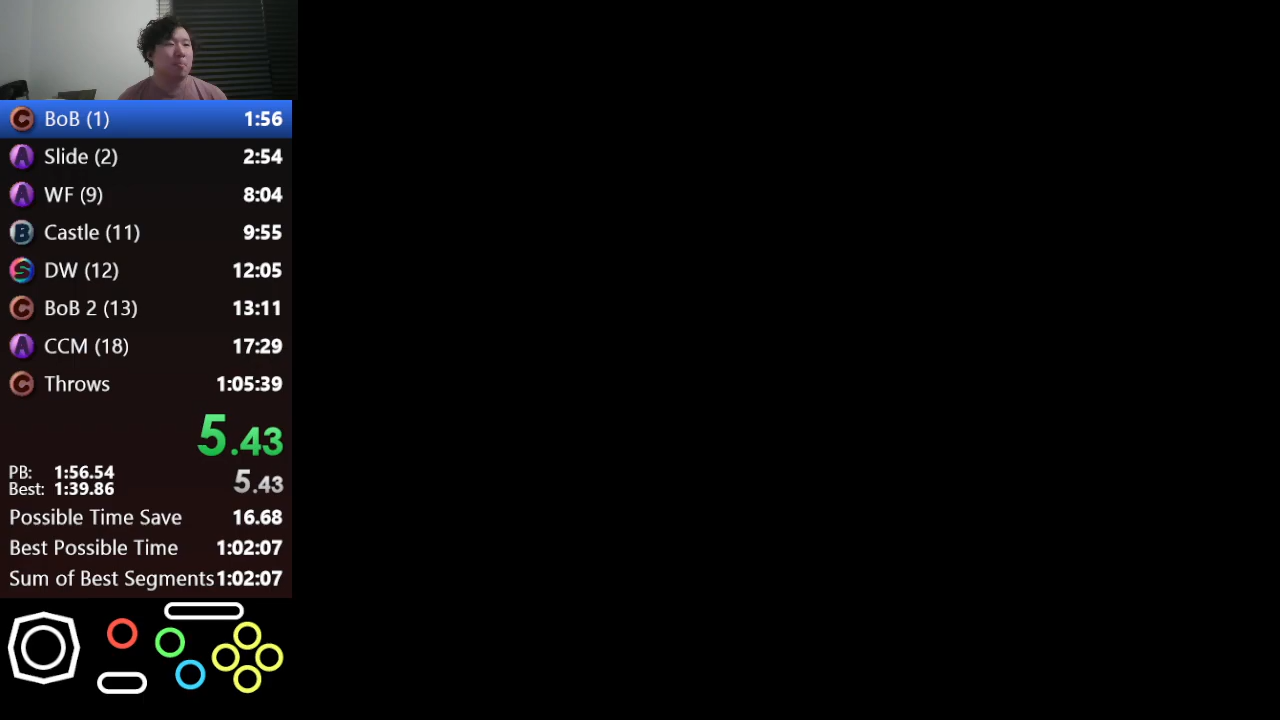 C BoB (1) 1:56
A Slide (2) 2:54
A WF (9) 8:04
B Castle (11) 9:55
S DW (12) 12:05
C BoB 2 (13) 13:11
A CCM (18) 17:29
C Throws 1:05:39
5.43
PB: 1:56.54 5.43
Best: 1:39.86
Possible Time Save 16.68
Best Possible Time 1:02:07
Sum of Best Segments 1:02:07